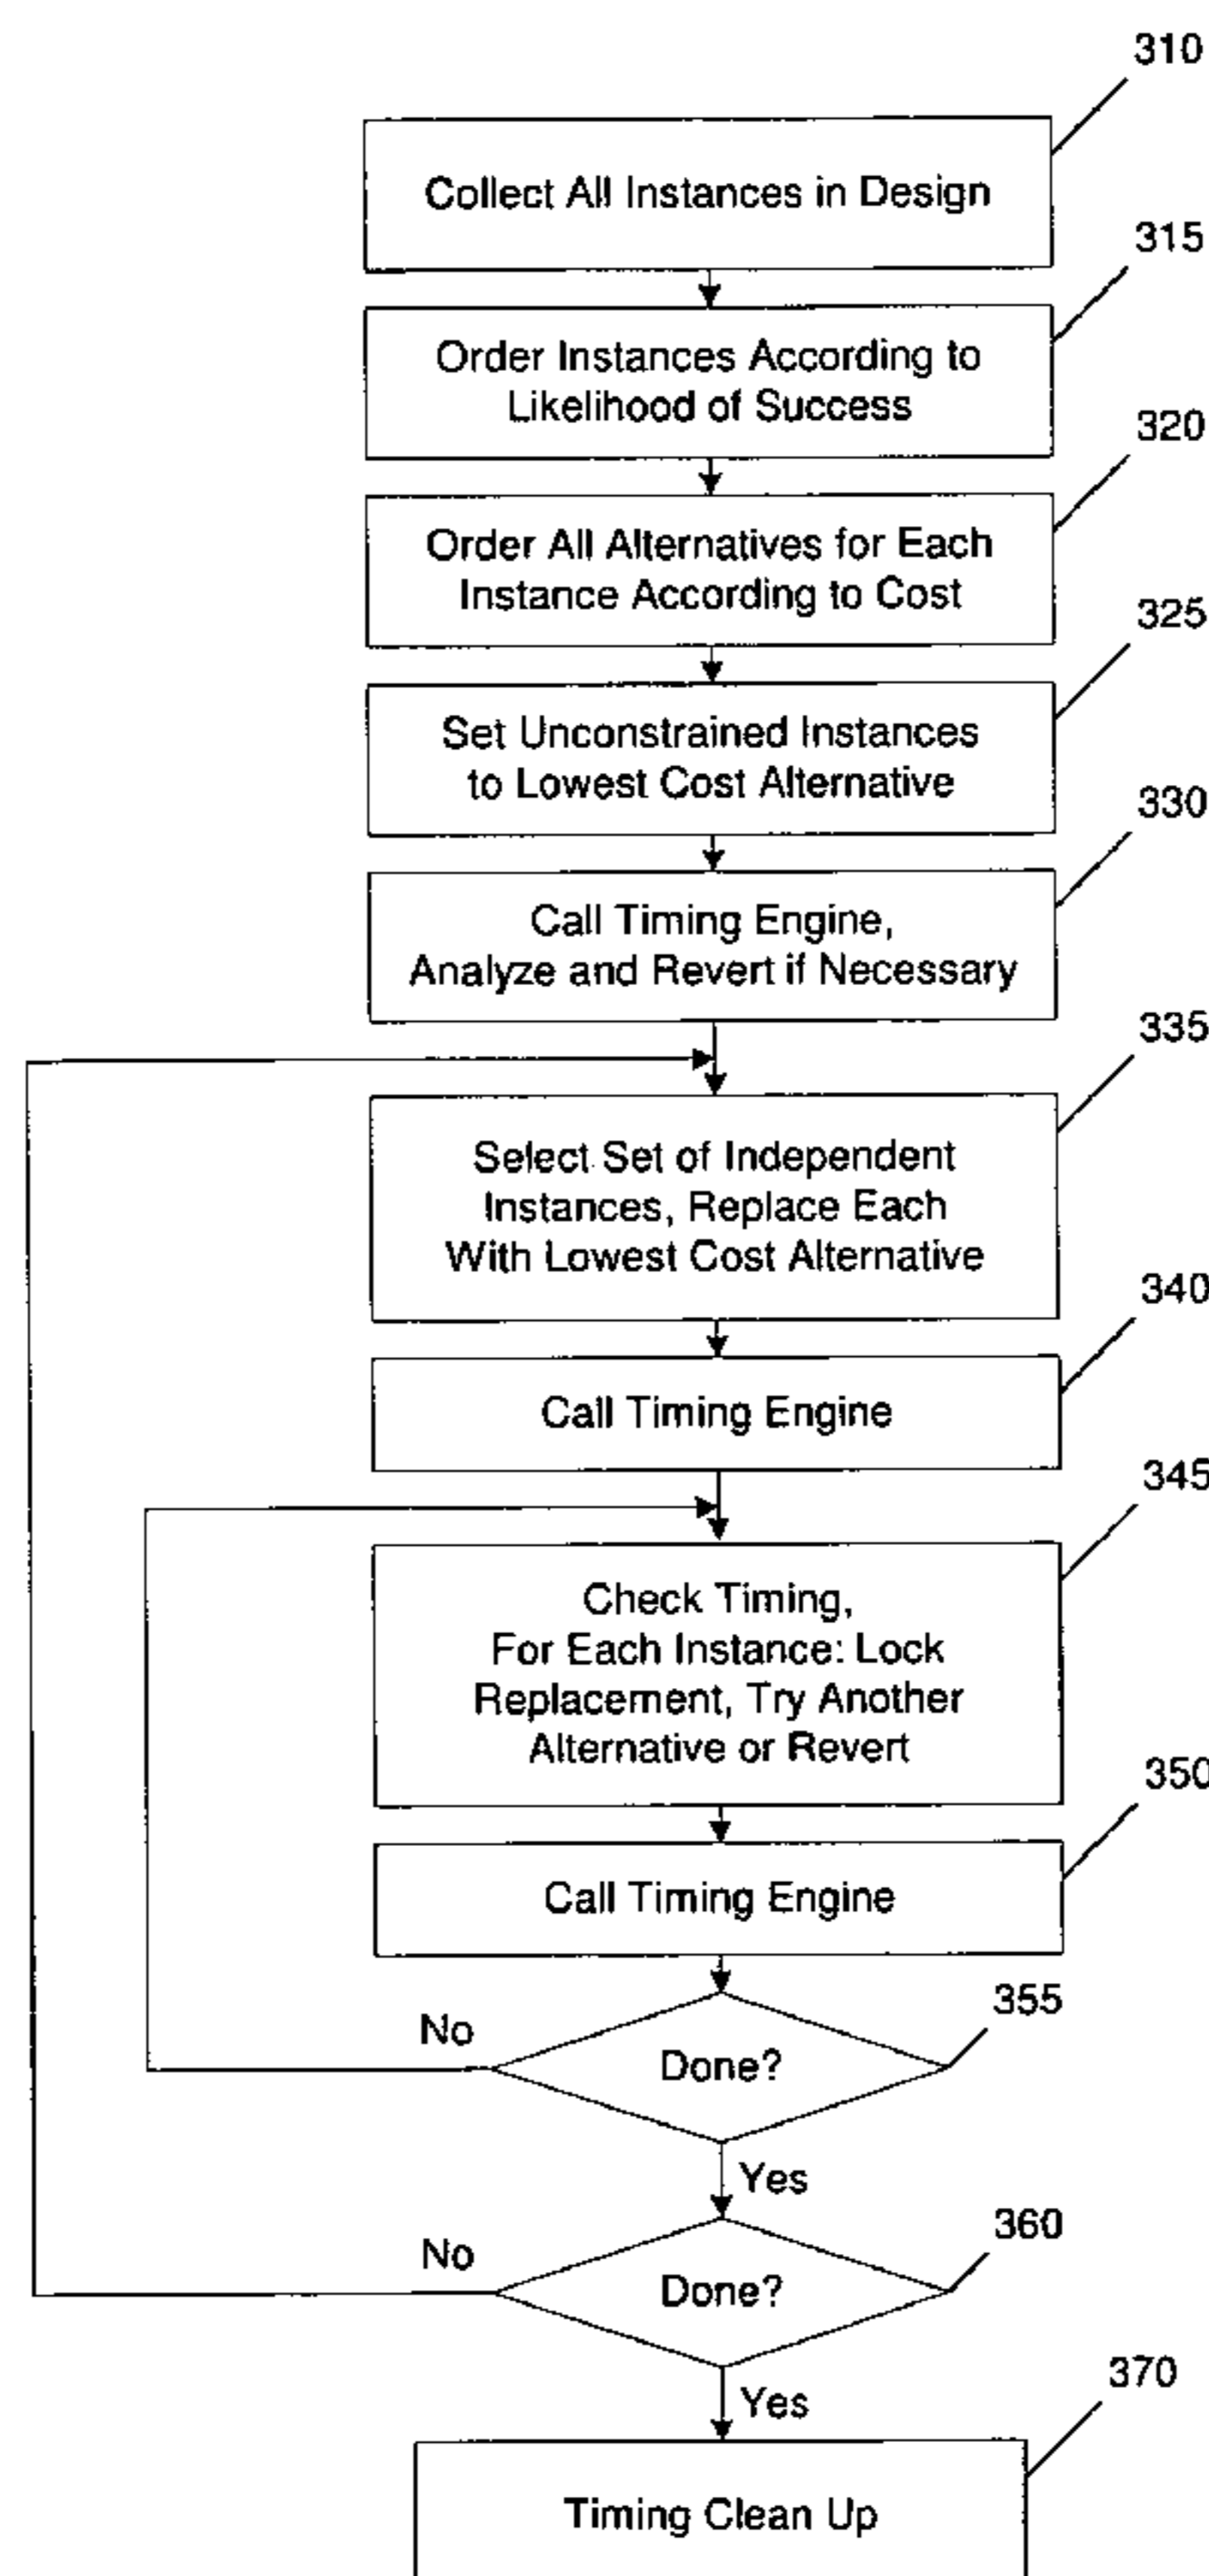 310
Collect All Instances in Design
315
Order Instances According to
Likelihood of Success
320
Order All Alternatives for Each
Instance According to Cost
325
Set Unconstrained Instances
to Lowest Cost Alternative
330
Call Timing Engine,
Analyze and Revert if Necessary
335
Select Set of Independent
Instances, Replace Each
With Lowest Cost Alternative
340
Call Timing Engine
345
Check Timing,
For Each Instance: Lock
Replacement, Try Another
Alternative or Revert
350
Call Timing Engine
355
No
Done?
Yes
360
No
Done?
Yes
370
Timing Clean Up